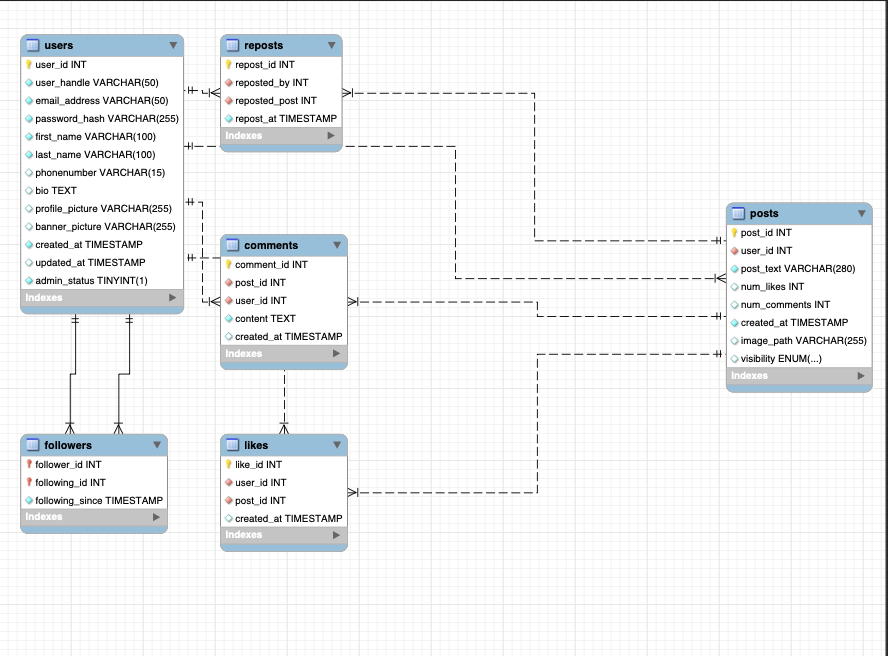 users
user_id INT
user_handle VARCHAR(50)
email_address VARCHAR(50)
password_hash VARCHAR(255)
first_name VARCHAR(100)
last_name VARCHAR(100)
phonenumber VARCHAR(15)
bio TEXT
profile_picture VARCHAR(255)
banner_picture VARCHAR(255)
created_at TIMESTAMP
updated_at TIMESTAMP
admin_status TINYINT(1)
Indexes
reposts
repost_id INT
reposted_by INT
reposted_post INT
repost_at TIMESTAMP
Indexes
comments
comment_id INT
post_id INT
user_id INT
content TEXT
created_at TIMESTAMP
Indexes
posts
post_id INT
user_id INT
post_text VARCHAR(280)
num_likes INT
num_comments INT
created_at TIMESTAMP
image_path VARCHAR(255)
visibility ENUM(...)
Indexes
followers
follower_id INT
following_id INT
following_since TIMESTAMP
Indexes
likes
like_id INT
user_id INT
post_id INT
created_at TIMESTAMP
Indexes